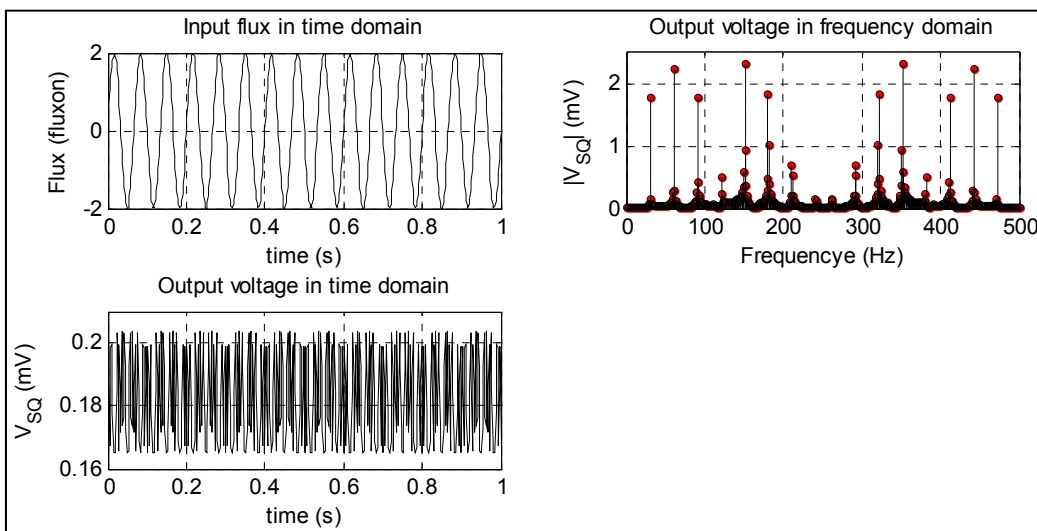 Input flux in time domain
Flux (fluxon)
2
0
-2
0 0.2 0.4 0.6 0.8 1
time (s)
Output voltage in frequency domain
|V_SQ| (mV)
2
1
0
0 100 200 300 400 500
Frequencye (Hz)
Output voltage in time domain
V_SQ (mV)
0.2
0.18
0.16
0 0.2 0.4 0.6 0.8 1
time (s)